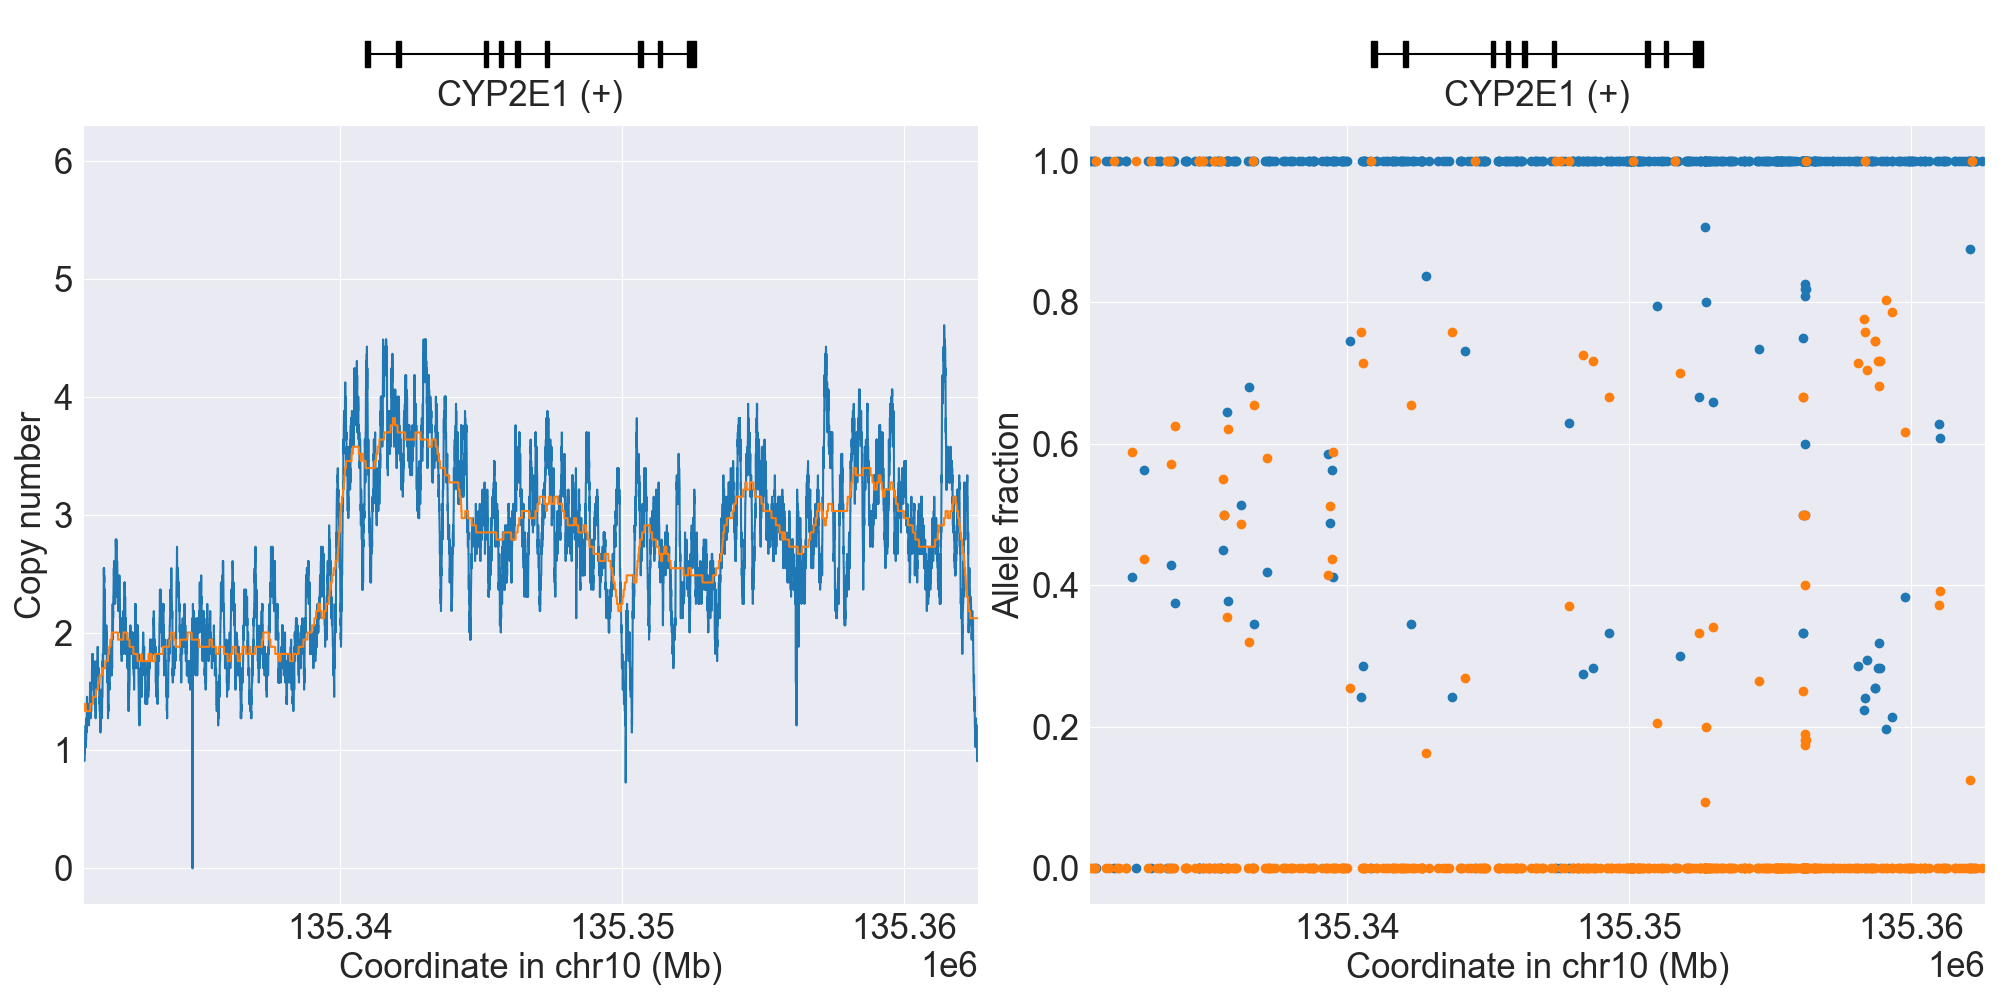 CYP2E1 (+)
CYP2E1 (+)
Copy number
6
5
4
3
2
1
0
135.34
135.35
135.36
Coordinate in chr10 (Mb)
1e6
Allele fraction
1.0
0.8
0.6
0.4
0.2
0.0
135.34
135.35
135.36
Coordinate in chr10 (Mb)
1e6